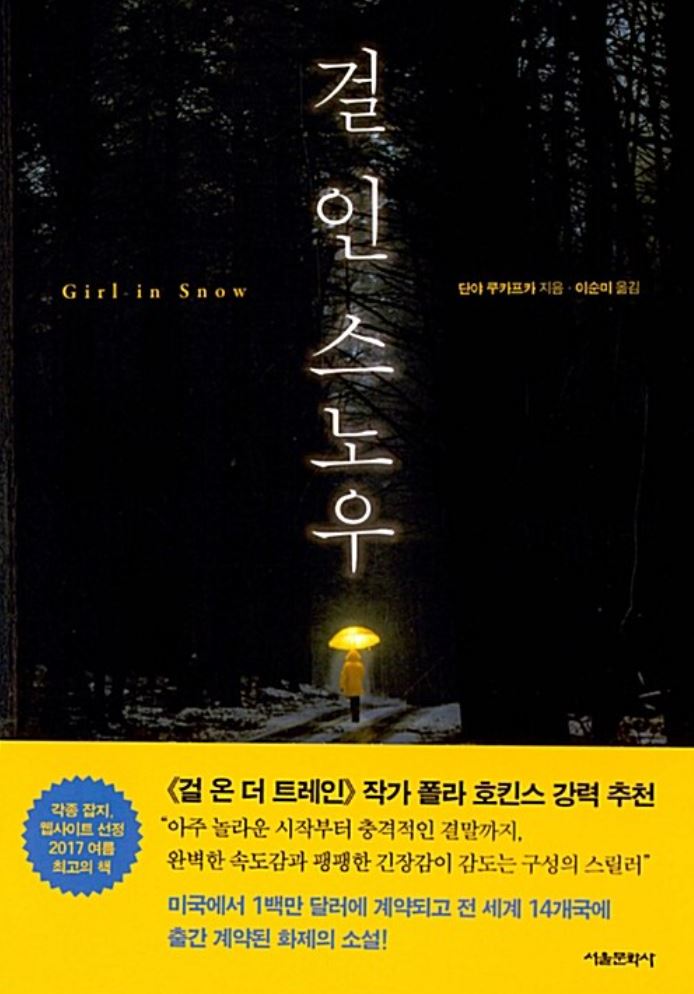 걸 인 스노우
Girl in Snow
단야 쿠카프카 지음 · 이순미 옮김
각종 잡지,
웹사이트 선정
2017 여름
최고의 책
《걸 온 더 트레인》 작가 폴라 호킨스 강력 추천
“아주 놀라운 시작부터 충격적인 결말까지,
완벽한 속도감과 팽팽한 긴장감이 감도는 구성의 스릴러”
미국에서 1백만 달러에 계약되고 전 세계 14개국에
출간 계약된 화제의 소설!
서울문화사